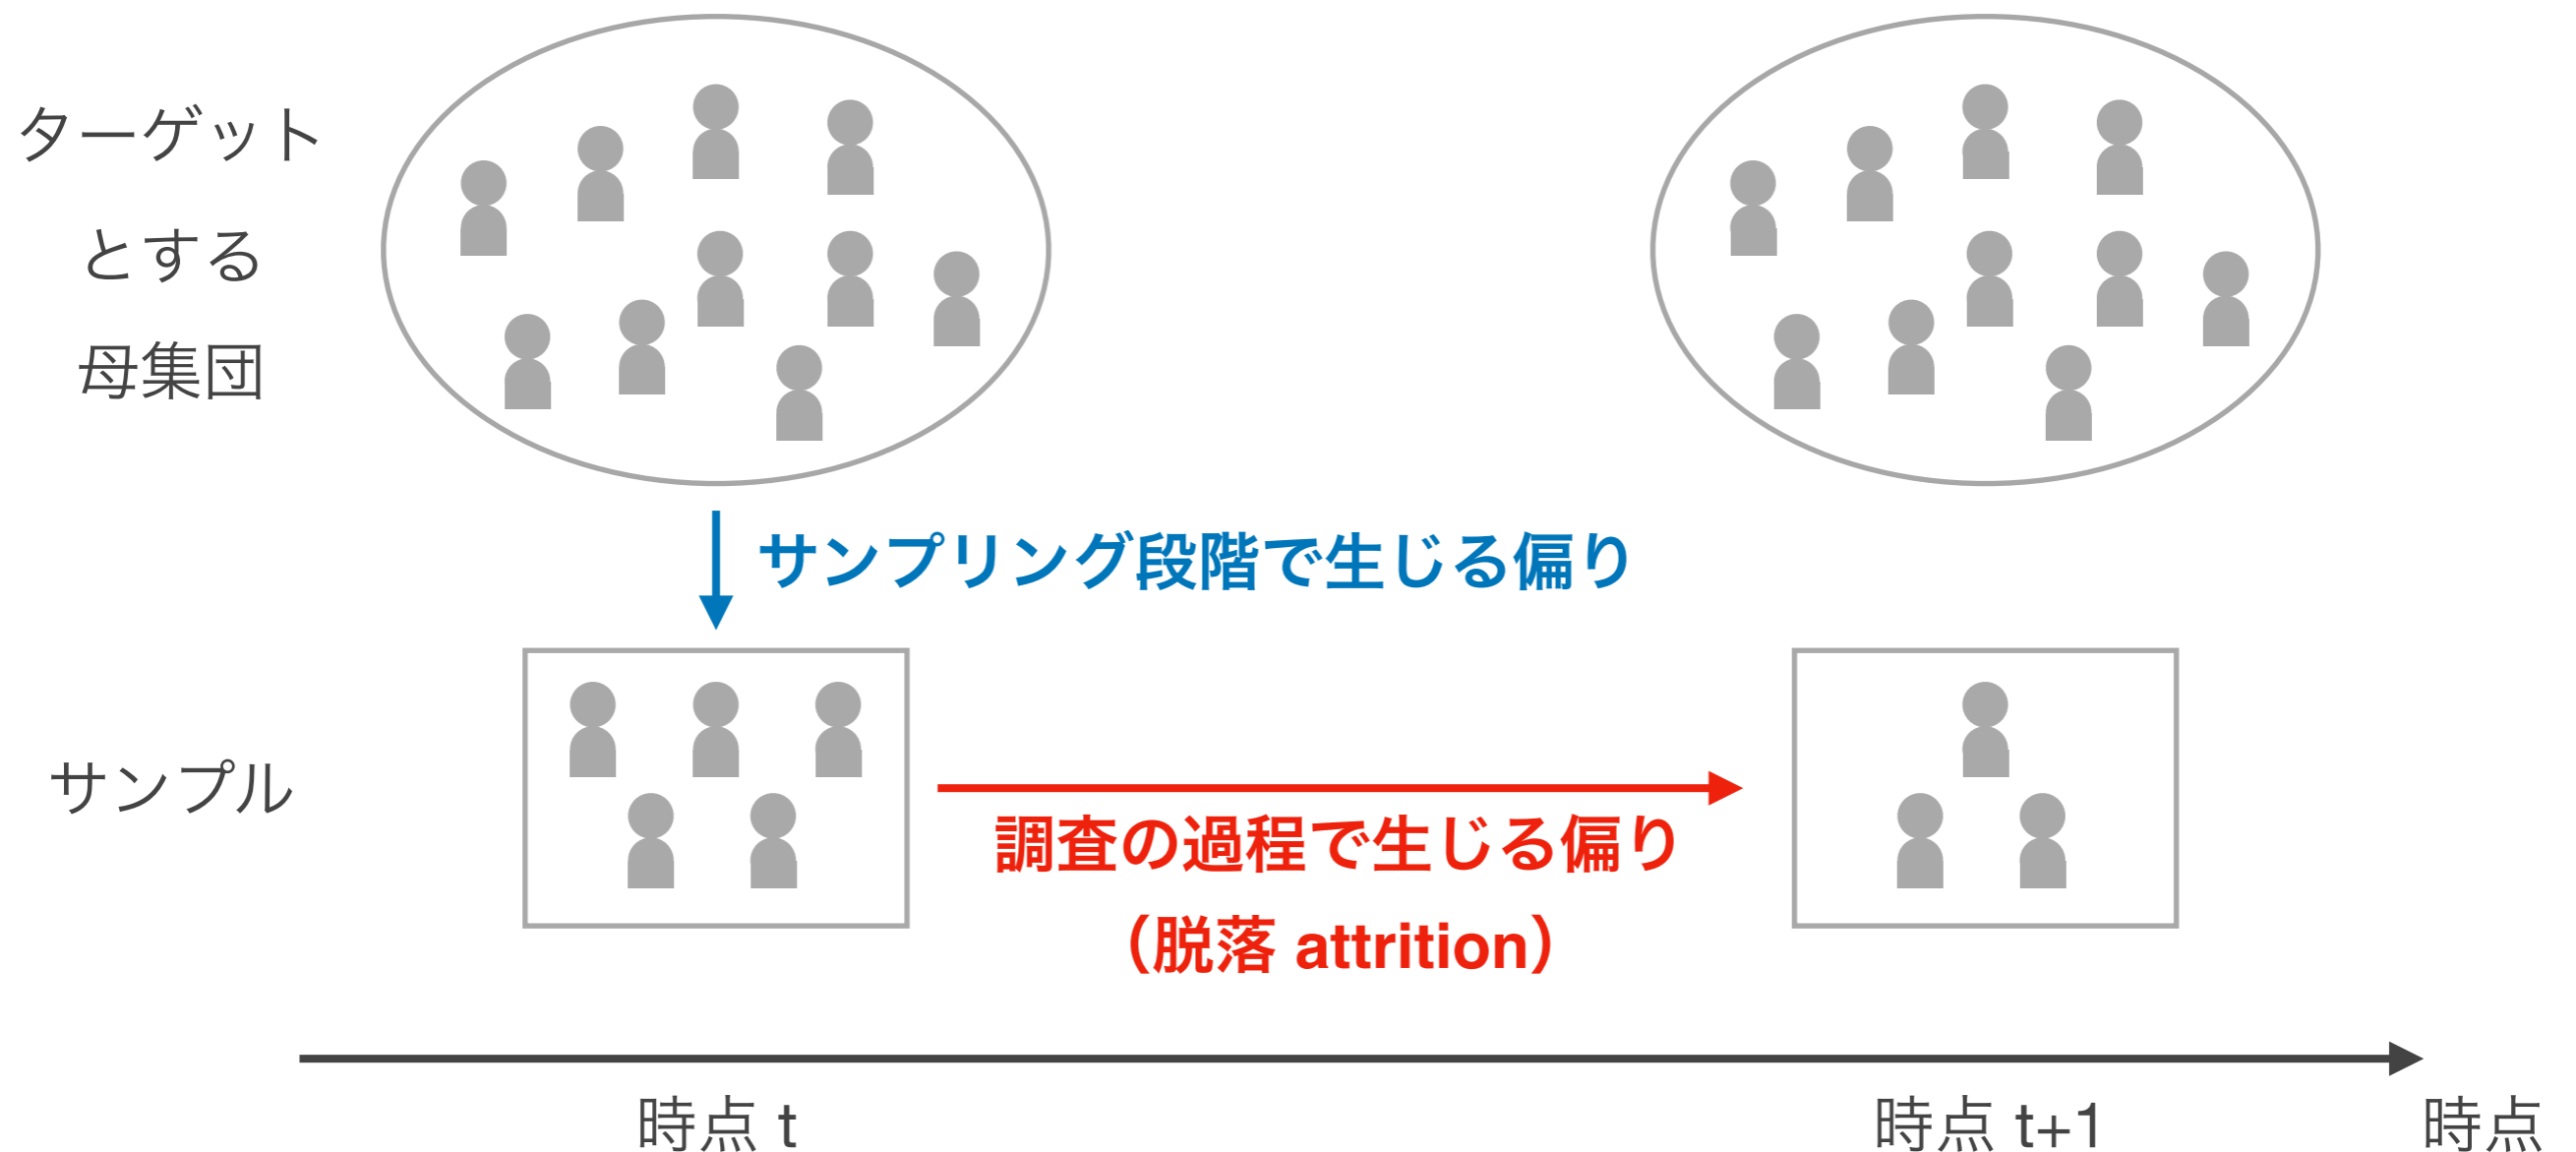 ターゲット
とする
母集団
サンプリング段階で生じる偏り
サンプル
調査の過程で生じる偏り
（脱落 attrition）
時点 t
時点 t+1
時点